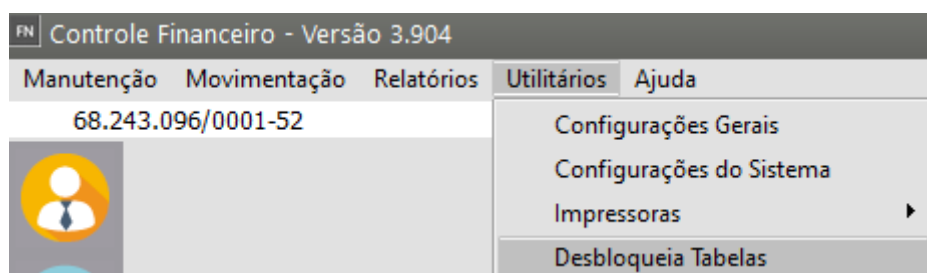 FN Controle Financeiro - Versão 3.904
Manutenção Movimentação Relatórios Utilitários Ajuda
68.243.096/0001-52
Configurações Gerais
Configurações do Sistema
Impressoras
Desbloqueia Tabelas